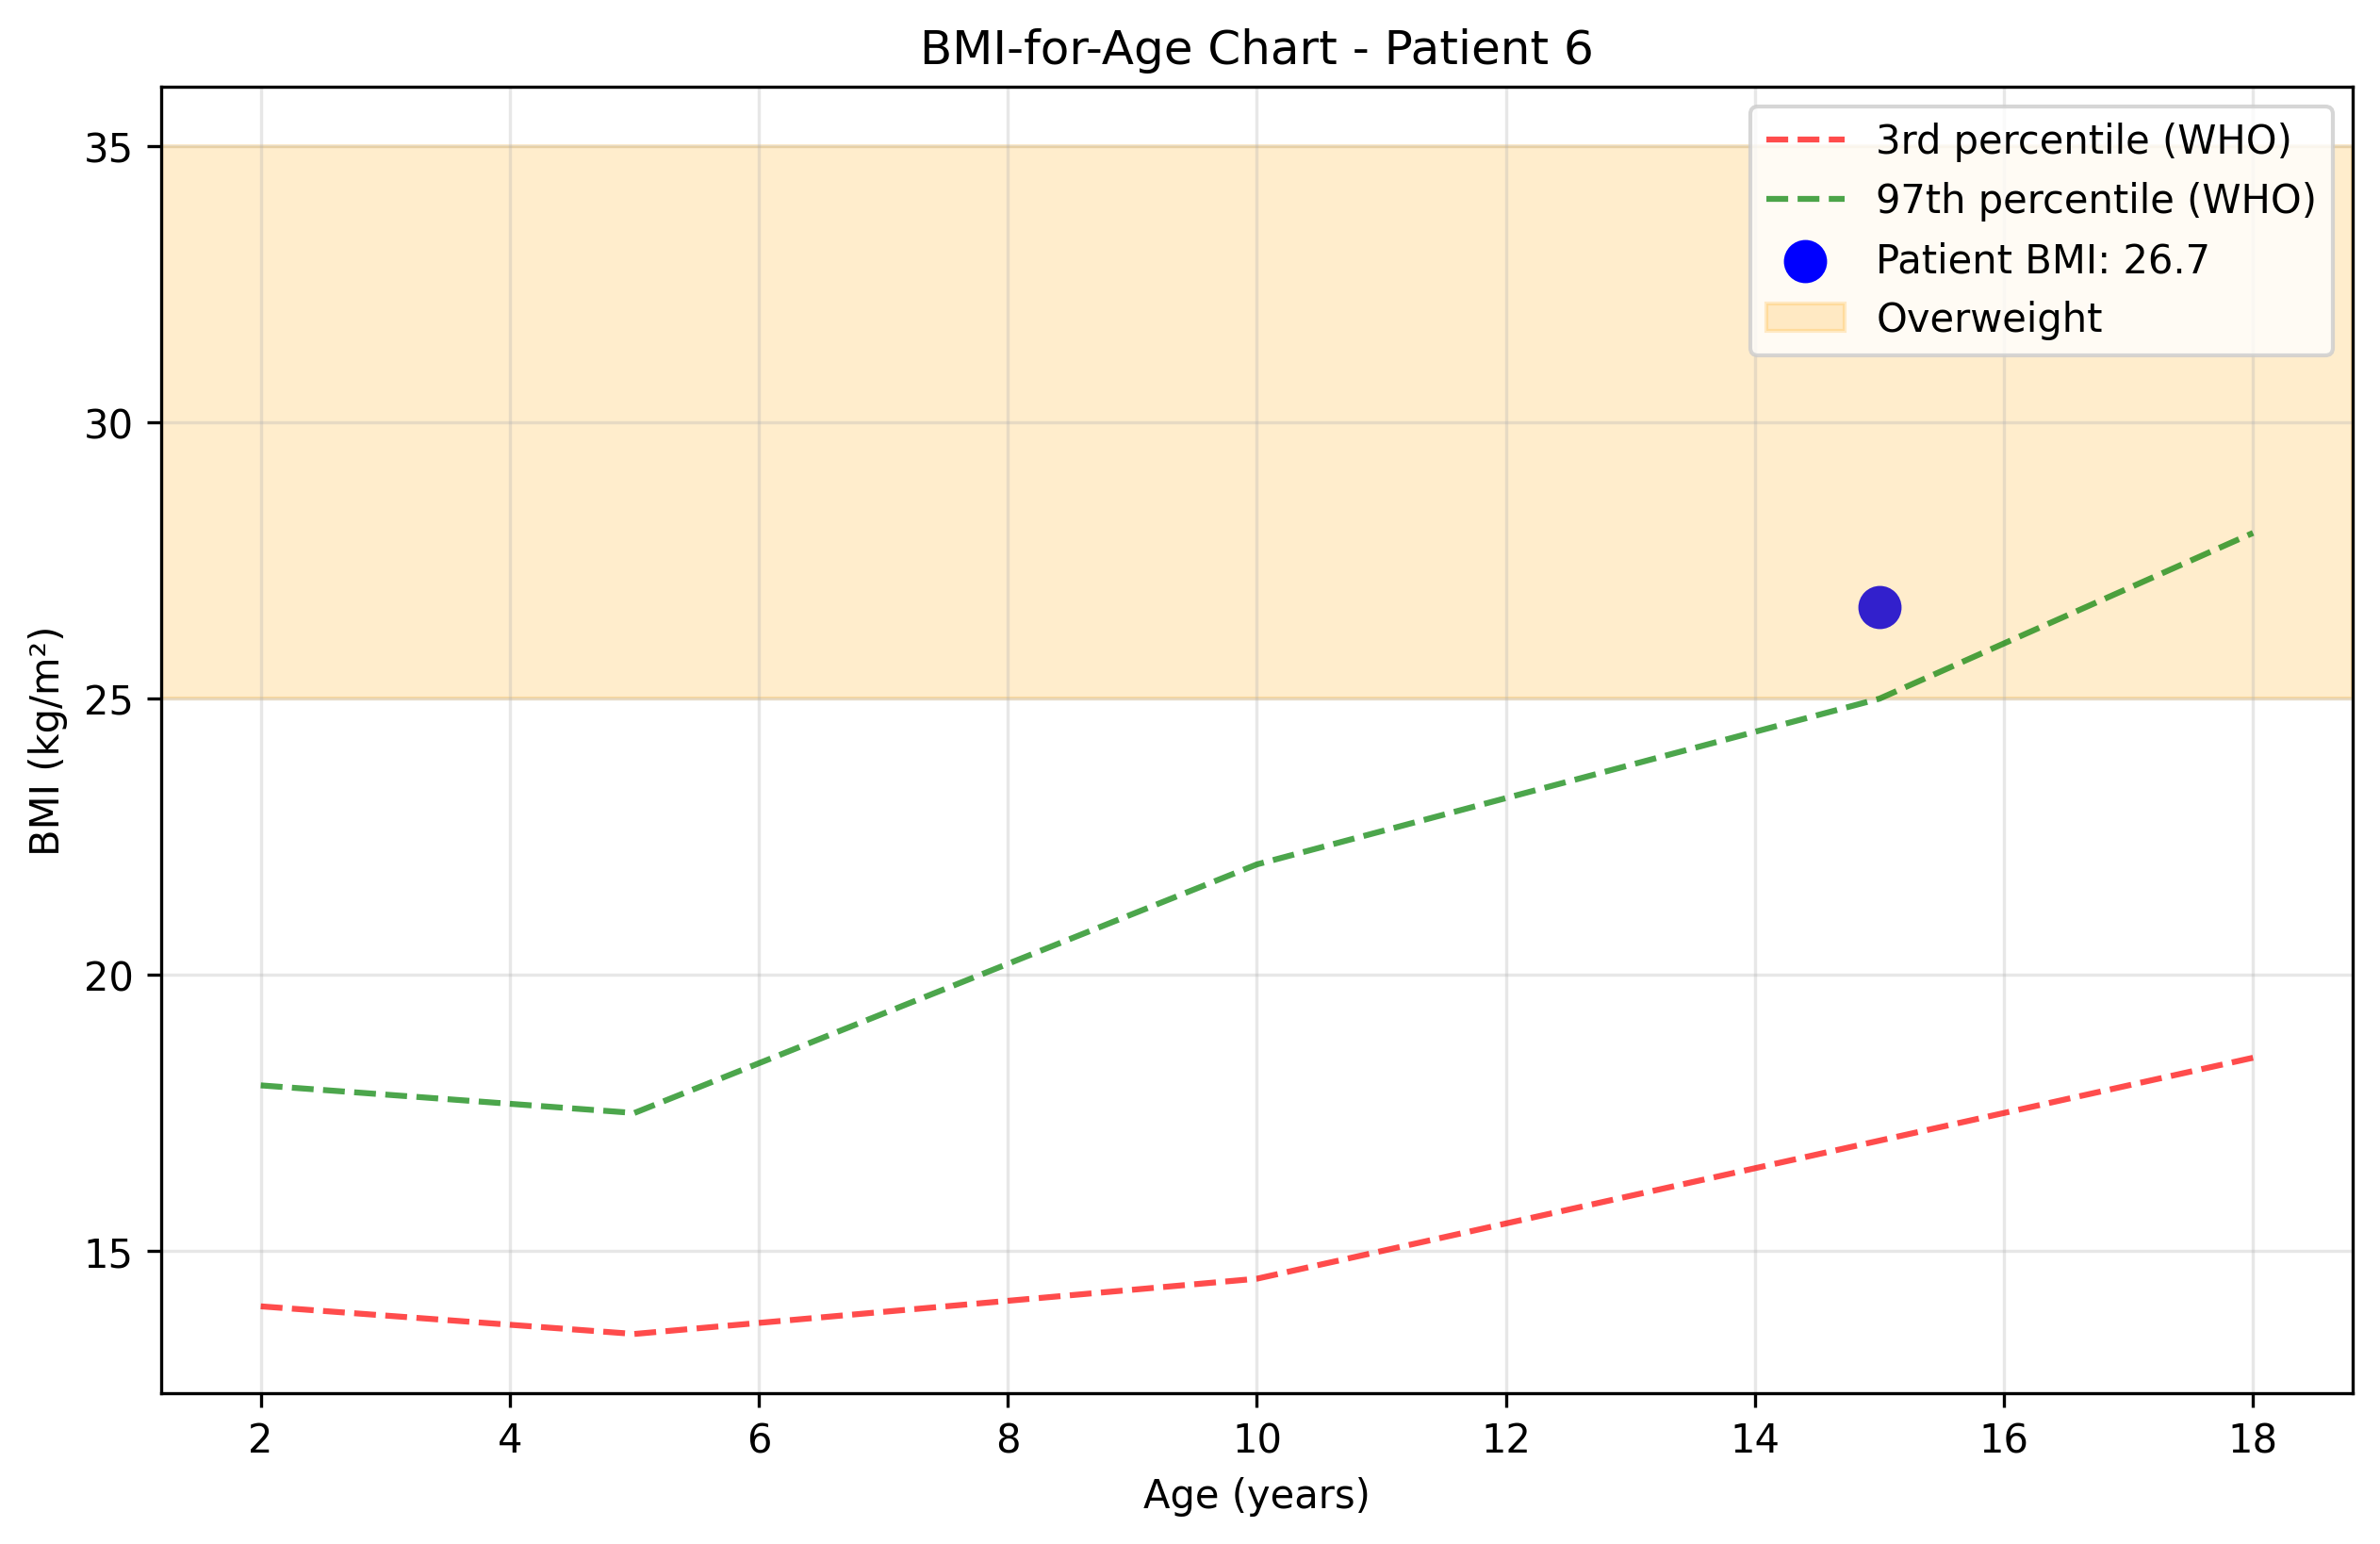 BMI-for-Age Chart - Patient 6
3rd percentile (WHO)
97th percentile (WHO)
Patient BMI: 26.7
Overweight
BMI (kg/m²)
35
30
25
20
15
2 4 6 8 10 12 14 16 18
Age (years)